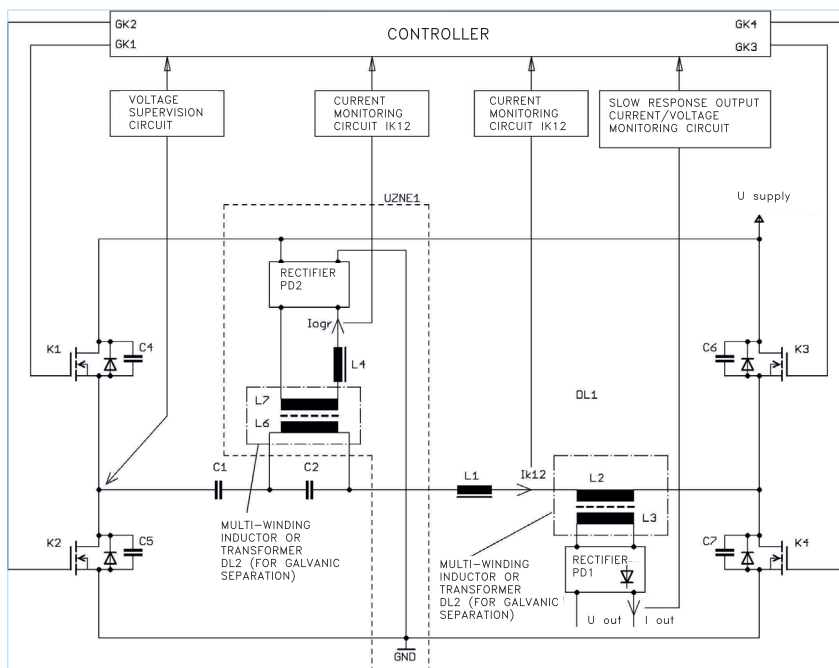 GK2
GK1
CONTROLLER
GK4
GK3
VOLTAGE
SUPERVISION
CIRCUIT
CURRENT
MONITORING
CIRCUIT IK12
CURRENT
MONITORING
CIRCUIT IK12
SLOW RESPONSE OUTPUT
CURRENT/VOLTAGE
MONITORING CIRCUIT
UZNE1
U supply
RECTIFIER
PD2
Iogr
K1
C4
L4
C6
K3
L7
L6
DL1
C1
C2
L1
Ik12
L2
L3
K2
C5
MULTI-WINDING
INDUCTOR OR
TRANSFORMER
DL2 (FOR GALVANIC
SEPARATION)
MULTI-WINDING
INDUCTOR OR
TRANSFORMER
DL2 (FOR GALVANIC
SEPARATION)
RECTIFIER
PD1
C7
K4
U out
I out
GND